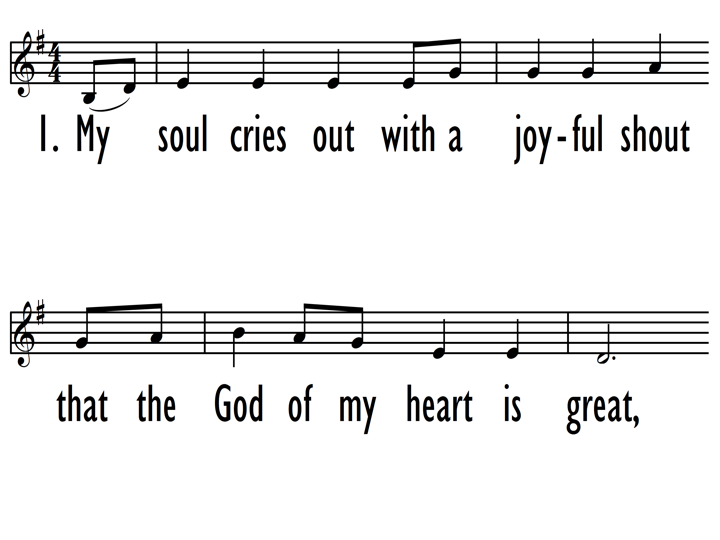 1. My soul cries out with a joy-ful shout
that the God of my heart is great,